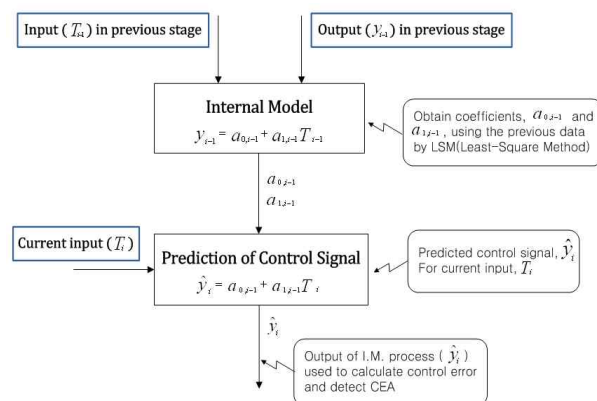 Input (T_{i-1}) in previous stage
Output (y_{i-1}) in previous stage
Internal Model
y_{i-1} = a_{0,i-1} + a_{1,i-1} T_{i-1}
Obtain coefficients, a_{0,i-1} and
a_{1,i-1}, using the previous data
by LSM(Least-Square Method)
a_{0,i-1}
a_{1,i-1}
Current input (T_i)
Prediction of Control Signal
ŷ_i = a_{0,i-1} + a_{1,i-1} T_i
Predicted control signal, ŷ_i
For current input, T_i
ŷ_i
Output of I.M. process ( ŷ_i )
used to calculate control error
and detect CEA